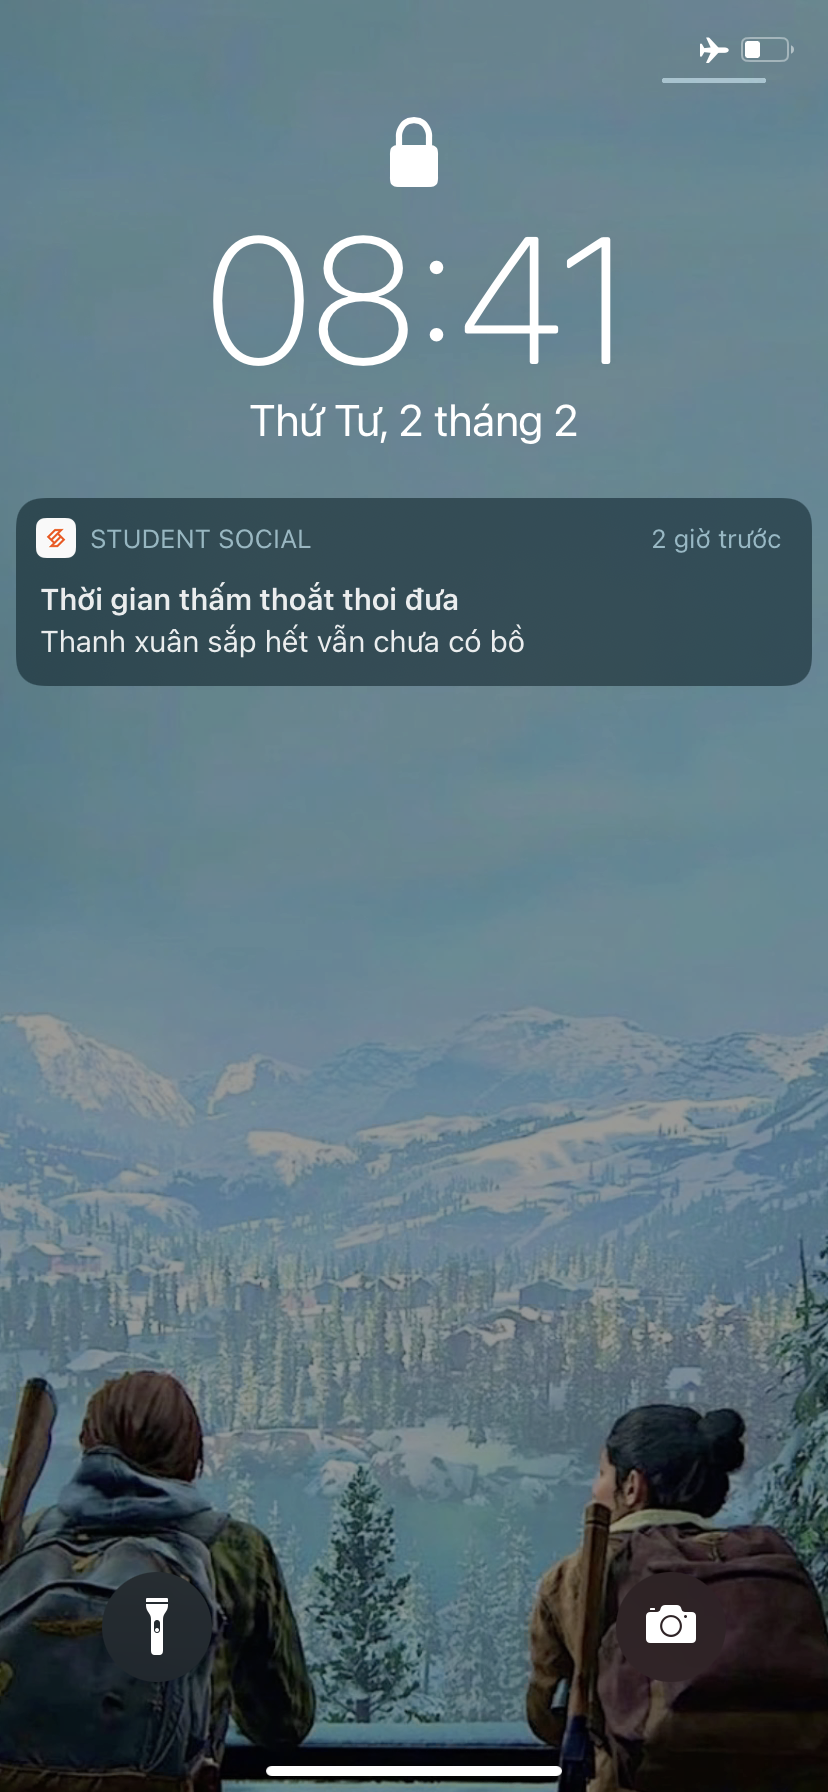 08:41
Thứ Tư, 2 tháng 2
STUDENT SOCIAL 2 giờ trước
Thời gian thấm thoắt thoi đưa
Thanh xuân sắp hết vẫn chưa có bồ